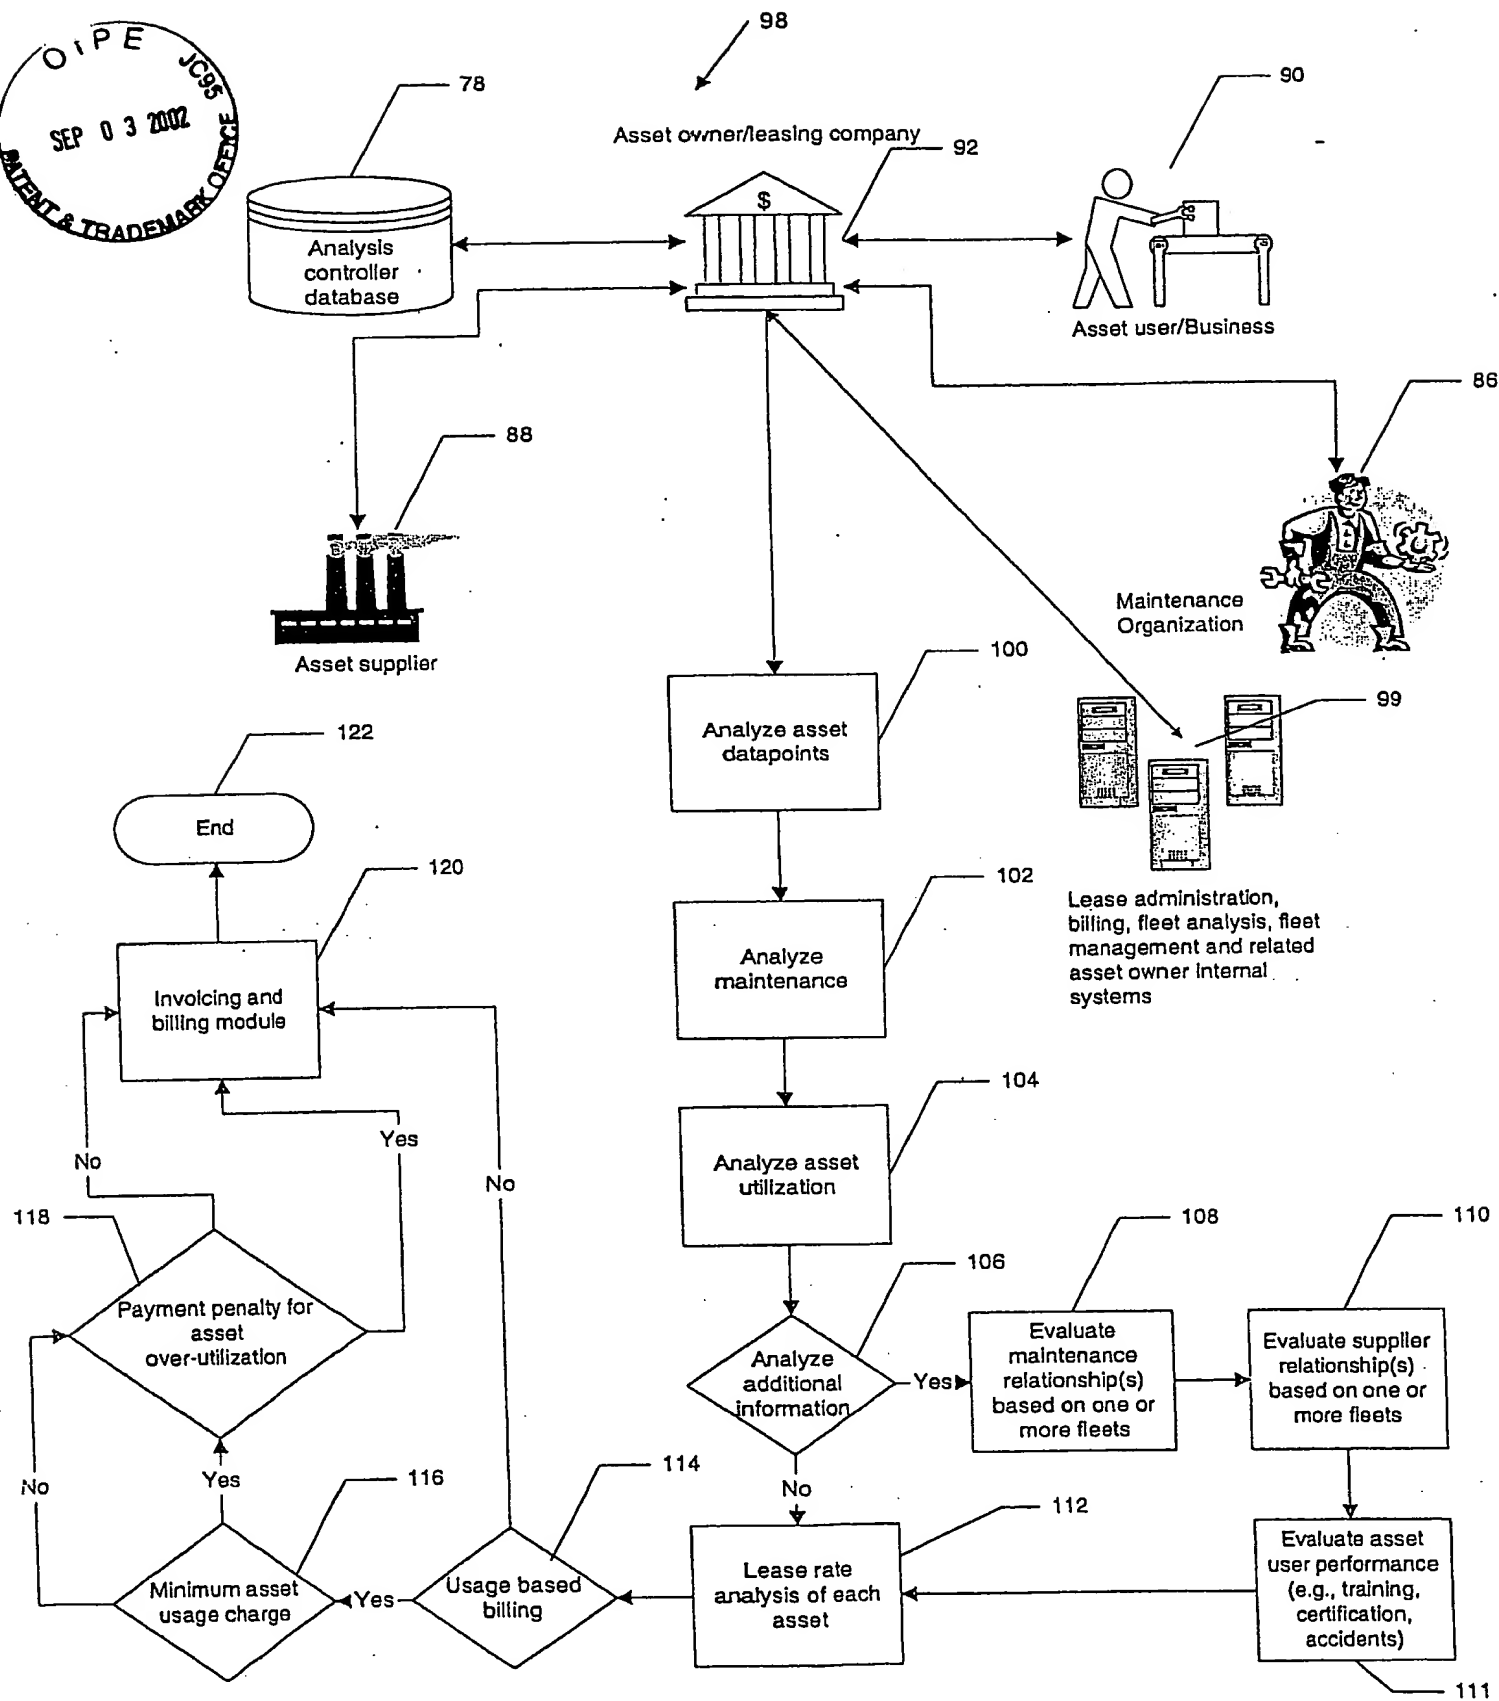 OIPE JC95
SEP 03 2002
PATENT & TRADEMARK OFFICE
98
78
90
Asset owner/leasing company
92
$
Analysis
controller
database
Asset user/Business
86
88
Asset supplier
Maintenance
Organization
100
99
Analyze asset
datapoints
122
End
120
102
Lease administration,
billing, fleet analysis, fleet
management and related
asset owner internal
systems
Analyze
maintenance
Invoicing and
billing module
104
Yes
No
No
Analyze asset
utilization
118
108
110
106
Payment penalty for
asset
over-utilization
Analyze
additional
information
Yes
Evaluate
maintenance
relationship(s)
based on one or
more fleets
Evaluate supplier
relationship(s)
based on one or
more fleets
No
Yes
116
114
No
112
Minimum asset
usage charge
Yes
Usage based
billing
Lease rate
analysis of each
asset
Evaluate asset
user performance
(e.g., training,
certification,
accidents)
111